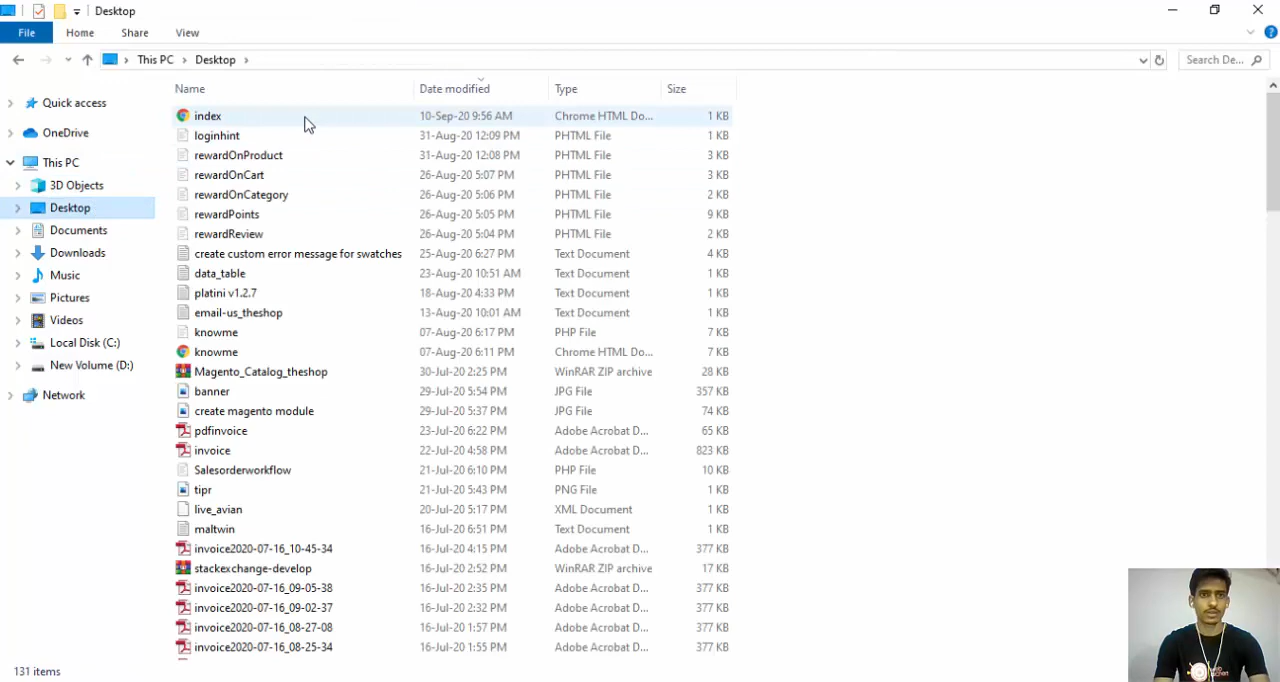 Desktop
File Home Share View
This PC Desktop Search De...
Name Date modified Type Size
Quick access
OneDrive
This PC
3D Objects
Desktop
Documents
Downloads
Music
Pictures
Videos
Local Disk (C:)
New Volume (D:)
Network
index 10-Sep-20 9:56 AM Chrome HTML Do... 1 KB
loginhint 31-Aug-20 12:09 PM PHTML File 1 KB
rewardOnProduct 31-Aug-20 12:08 PM PHTML File 3 KB
rewardOnCart 26-Aug-20 5:07 PM PHTML File 3 KB
rewardOnCategory 26-Aug-20 5:06 PM PHTML File 2 KB
rewardPoints 26-Aug-20 5:05 PM PHTML File 9 KB
rewardReview 26-Aug-20 5:04 PM PHTML File 2 KB
create custom error message for swatches 25-Aug-20 6:27 PM Text Document 4 KB
data_table 23-Aug-20 10:51 AM Text Document 1 KB
platini v1.2.7 18-Aug-20 4:33 PM Text Document 1 KB
email-us_theshop 13-Aug-20 10:01 AM Text Document 1 KB
knowme 07-Aug-20 6:17 PM PHP File 7 KB
knowme 07-Aug-20 6:11 PM Chrome HTML Do... 7 KB
Magento_Catalog_theshop 30-Jul-20 2:25 PM WinRAR ZIP archive 28 KB
banner 29-Jul-20 5:54 PM JPG File 357 KB
create magento module 29-Jul-20 5:37 PM JPG File 74 KB
pdfinvoice 23-Jul-20 6:22 PM Adobe Acrobat D... 65 KB
invoice 22-Jul-20 4:58 PM Adobe Acrobat D... 823 KB
Salesorderworkflow 21-Jul-20 6:10 PM PHP File 10 KB
tipr 21-Jul-20 5:43 PM PNG File 1 KB
live_avian 20-Jul-20 5:17 PM XML Document 1 KB
maltwin 16-Jul-20 6:51 PM Text Document 1 KB
invoice2020-07-16_10-45-34 16-Jul-20 4:15 PM Adobe Acrobat D... 377 KB
stackexchange-develop 16-Jul-20 2:52 PM WinRAR ZIP archive 17 KB
invoice2020-07-16_09-05-38 16-Jul-20 2:35 PM Adobe Acrobat D... 377 KB
invoice2020-07-16_09-02-37 16-Jul-20 2:32 PM Adobe Acrobat D... 377 KB
invoice2020-07-16_08-27-08 16-Jul-20 1:57 PM Adobe Acrobat D... 377 KB
invoice2020-07-16_08-25-34 16-Jul-20 1:55 PM Adobe Acrobat D... 377 KB
131 items